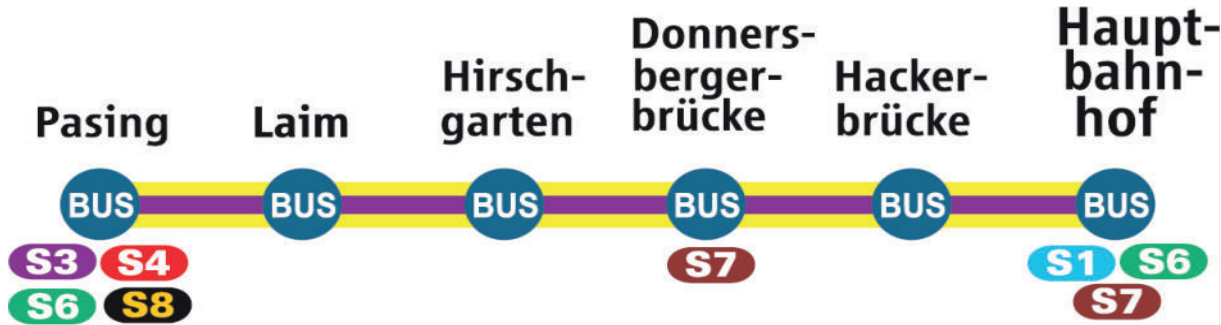 Pasing
Laim
Hirsch-
garten
Donners-
berger-
brücke
Hacker-
brücke
Haupt-
bahn-
hof
BUS BUS BUS BUS BUS BUS
S3 S4
S6 S8
S7
S1 S6
S7